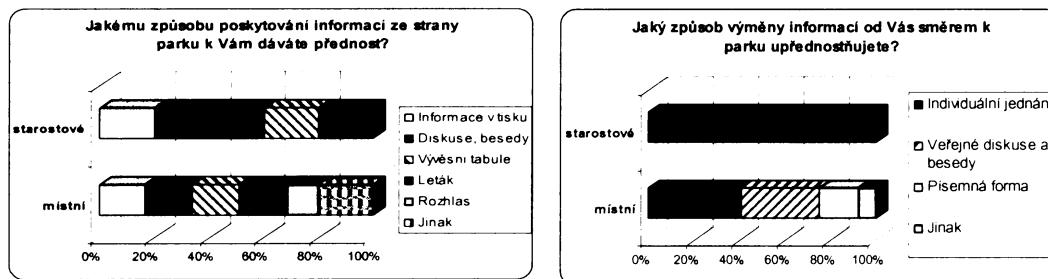 Jakému způsobu poskytování informací ze strany
parku k Vám dáváte přednost?
starostové
místní
0% 20% 40% 60% 80% 100%
Informace v tisku
Diskuse, besedy
Vývěsní tabule
Leták
Rozhlas
Jinak
Jaký způsob výměny informací od Vás směrem k
parku upřednostňujete?
starostové
místní
0% 20% 40% 60% 80% 100%
Individuální jednán
Veřejné diskuse a
besedy
Písemná forma
Jinak